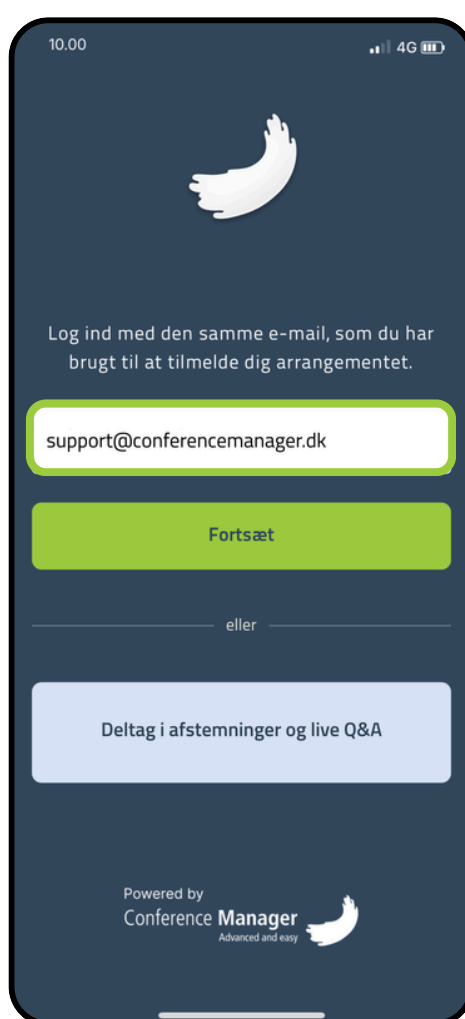 10.00
4G
Log ind med den samme e-mail, som du har
brugt til at tilmelde dig arrangementet.
support@conferencemanager.dk
Fortsæt
eller
Deltag i afstemninger og live Q&A
Powered by
Conference Manager
Advanced and easy